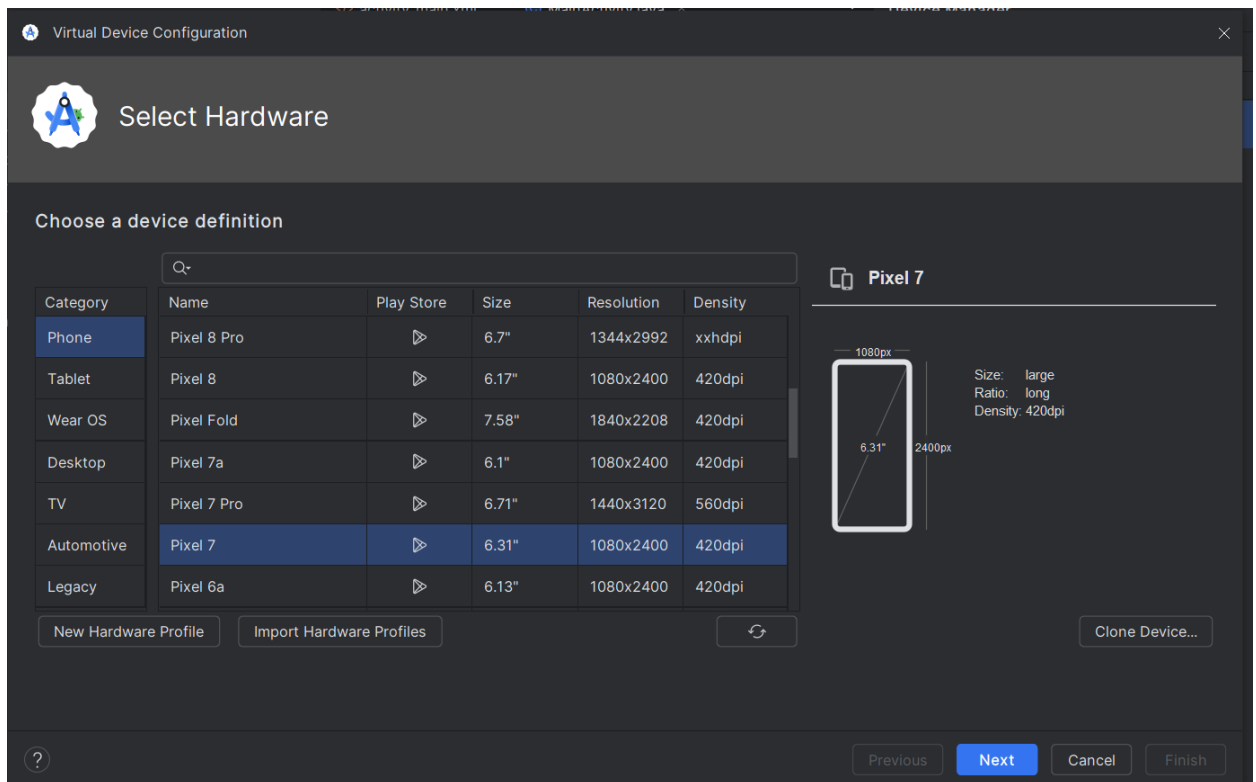 Virtual Device Configuration
Select Hardware
Choose a device definition
Category
Phone
Tablet
Wear OS
Desktop
TV
Automotive
Legacy
Name Play Store Size Resolution Density
Pixel 8 Pro 6.7" 1344x2992 xxhdpi
Pixel 8 6.17" 1080x2400 420dpi
Pixel Fold 7.58" 1840x2208 420dpi
Pixel 7a 6.1" 1080x2400 420dpi
Pixel 7 Pro 6.71" 1440x3120 560dpi
Pixel 7 6.31" 1080x2400 420dpi
Pixel 6a 6.13" 1080x2400 420dpi
Pixel 7
1080px
6.31"
2400px
Size: large
Ratio: long
Density: 420dpi
New Hardware Profile Import Hardware Profiles Clone Device...
? Previous Next Cancel Finish